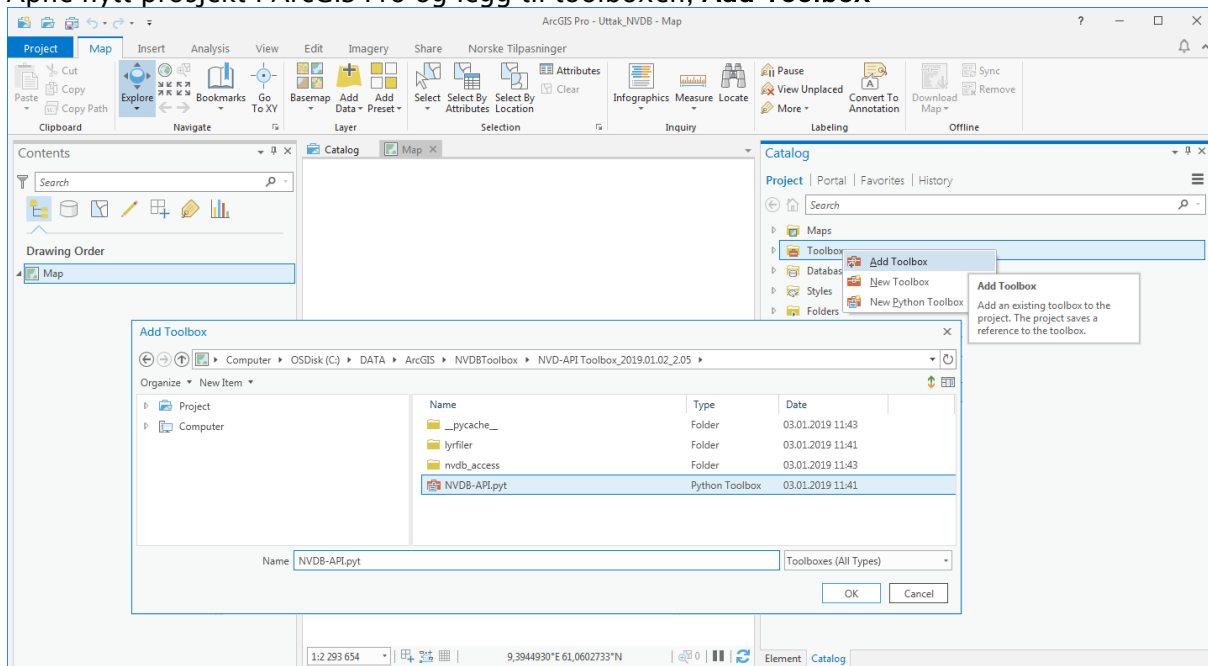 Åpne nytt prosjekt i ArcGIS Pro og legg til toolboxen, Add Toolbox
ArcGIS Pro - Uttak_NVDB - Map
?
Project Map Insert Analysis View Edit Imagery Share Norske Tilpasninger
Paste
Cut
Copy
Copy Path
Clipboard
Explore
Bookmarks
Go To XY
Navigate
Basemap
Add Data
Add Preset
Layer
Select
Select By Attributes
Select By Location
Attributes
Clear
Selection
Infographics
Measure
Locate
Inquiry
Pause
View Unplaced
More
Convert To Annotation
Labeling
Download Map
Sync
Remove
Offline
Contents
Search
Drawing Order
Map
Catalog
Map
Catalog
Project | Portal | Favorites | History
Search
Maps
Toolbox
Databas
Styles
Folders
Add Toolbox
New Toolbox
New Python Toolbox
Add Toolbox
Add an existing toolbox to the
project. The project saves a
reference to the toolbox.
Add Toolbox
Computer OSDisk (C:) DATA ArcGIS NVDBToolbox NVD-API Toolbox_2019.01.02_2.05
Organize New Item
Project
Computer
Name Type Date
__pycache__ Folder 03.01.2019 11:43
lyrfiler Folder 03.01.2019 11:41
nvdb_access Folder 03.01.2019 11:43
NVDB-API.pyt Python Toolbox 03.01.2019 11:41
Name NVDB-API.pyt Toolboxes (All Types)
OK Cancel
1:2 293 654 9,3944930°E 61,0602733°N 0
Element Catalog